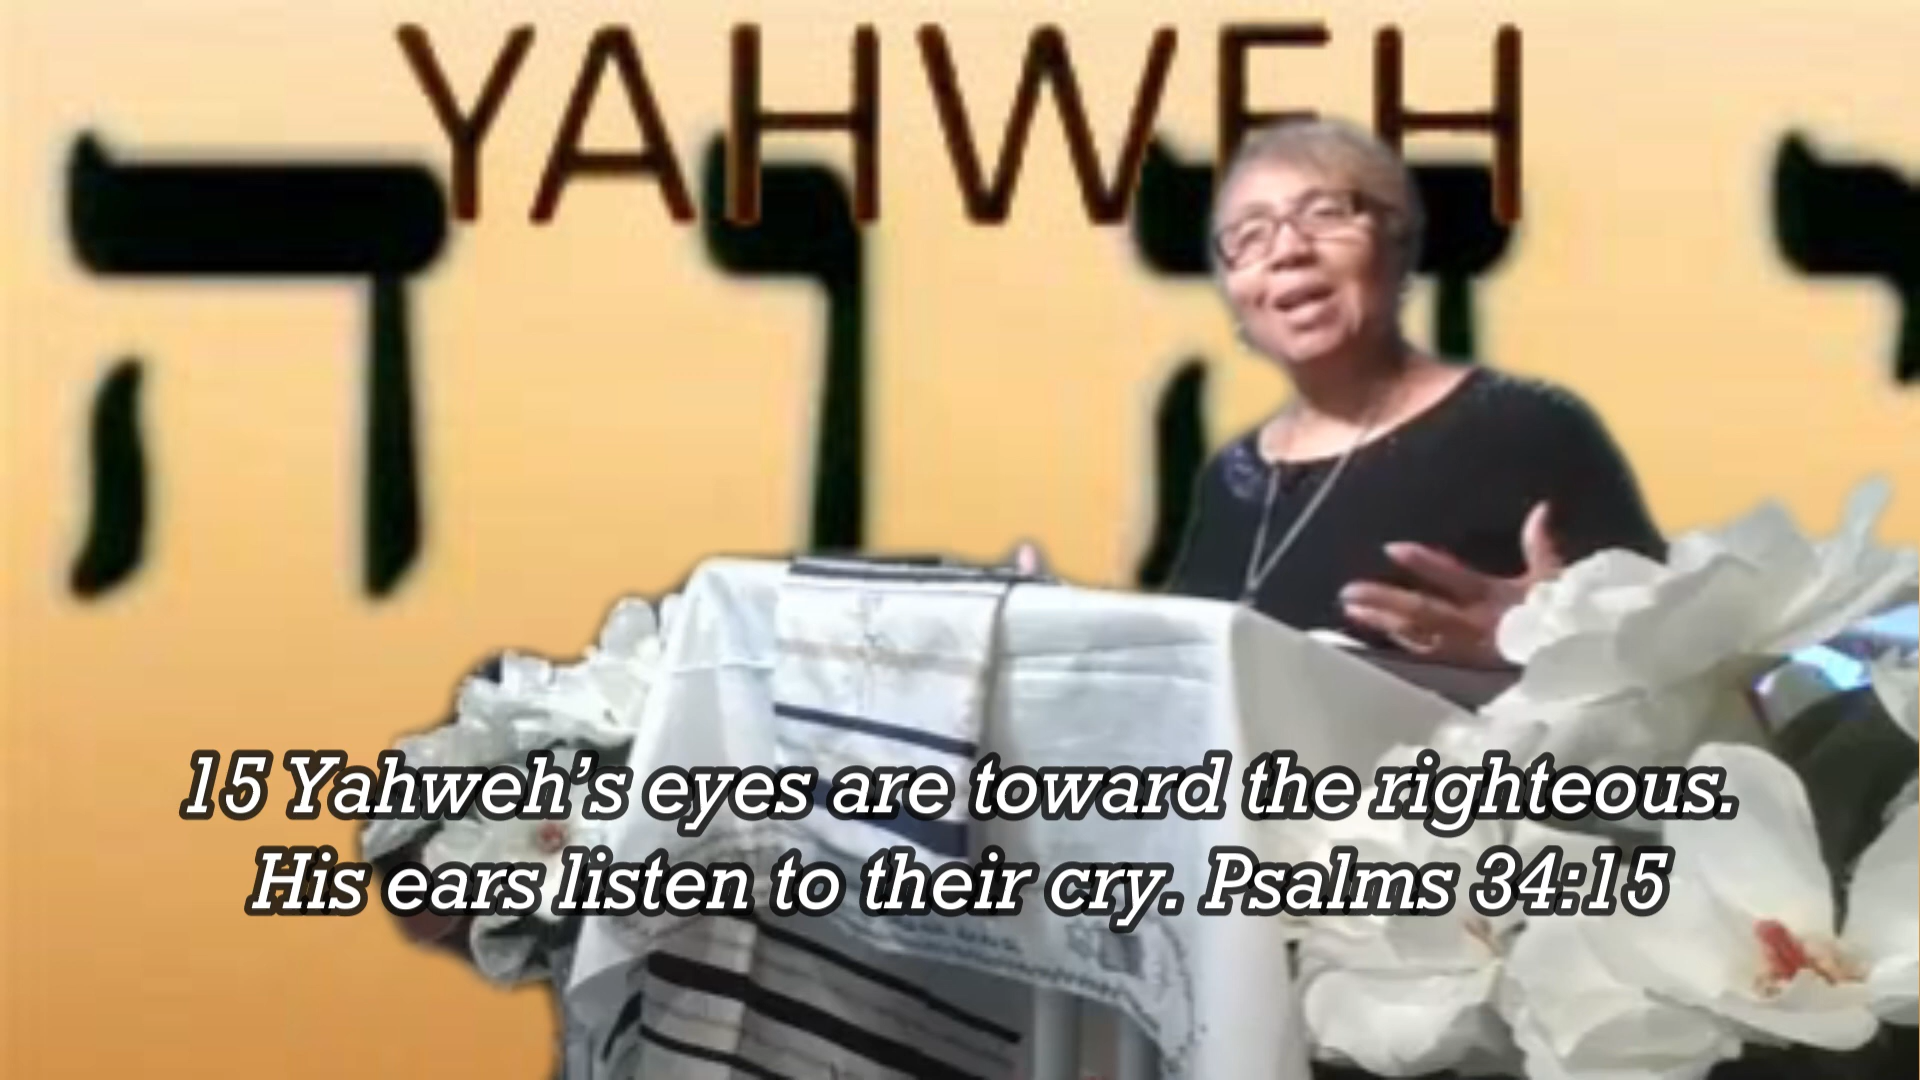 YAHWEH
יהוה
15 Yahweh’s eyes are toward the righteous.
His ears listen to their cry. Psalms 34:15